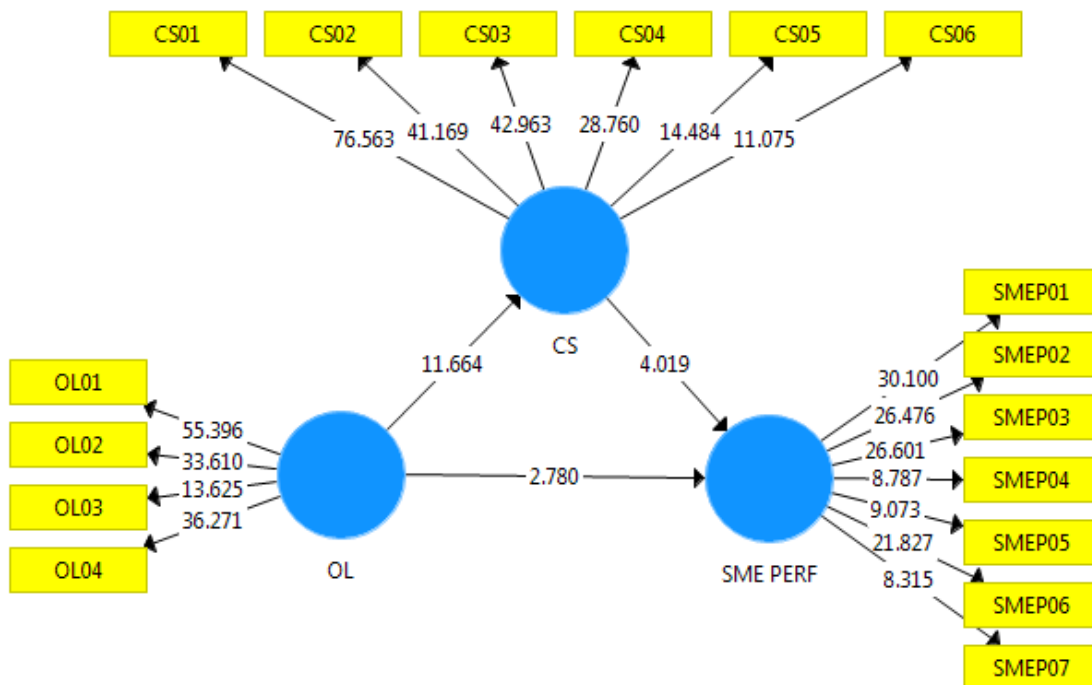 CS01
CS02
CS03
CS04
CS05
CS06
76.563
41.169
42.963
28.760
14.484
11.075
CS
11.664
4.019
OL01
OL02
OL03
OL04
55.396
33.610
13.625
36.271
OL
2.780
SME PERF
30.100
26.476
26.601
8.787
9.073
21.827
8.315
SMEP01
SMEP02
SMEP03
SMEP04
SMEP05
SMEP06
SMEP07